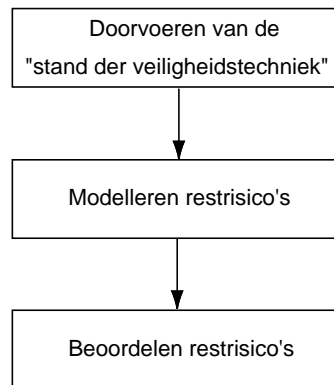 Doorvoeren van de
"stand der veiligheidstechniek"
Modelleren restrisico's
Beoordelen restrisico's